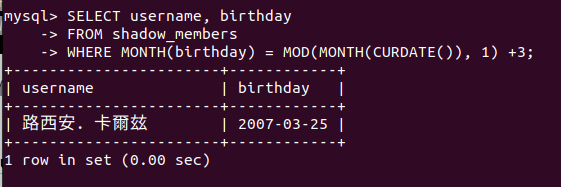 mysql> SELECT username, birthday
    -> FROM shadow_members
    -> WHERE MONTH(birthday) = MOD(MONTH(CURDATE()), 1) +3;
+-----------------------+------------+
| username              | birthday   |
+-----------------------+------------+
| 路西安．卡爾兹        | 2007-03-25 |
+-----------------------+------------+
1 row in set (0.00 sec)